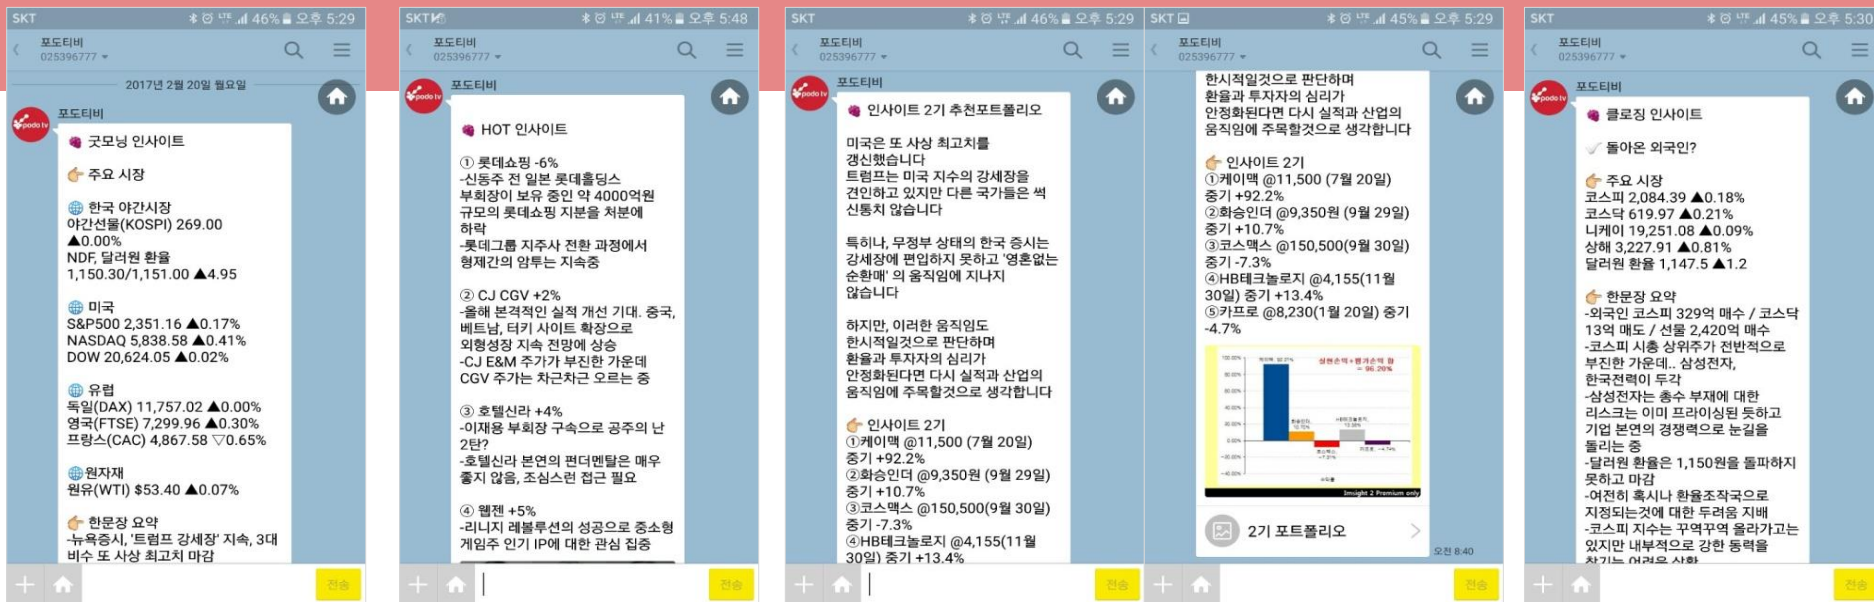 SKT LTE 46% 오후 5:29
포도티비
025396777
2017년 2월 20일 월요일
podo tv
포도티비
굿모닝 인사이트
주요 시장
한국 야간시장
야간선물(KOSPI) 269.00
▲0.00%
NDF, 달러원 환율
1,150.30/1,151.00 ▲4.95
미국
S&P500 2,351.16 ▲0.17%
NASDAQ 5,838.58 ▲0.41%
DOW 20,624.05 ▲0.02%
유럽
독일(DAX) 11,757.02 ▲0.00%
영국(FTSE) 7,299.96 ▲0.30%
프랑스(CAC) 4,867.58 ▽0.65%
원자재
원유(WTI) $53.40 ▲0.07%
한문장 요약
-뉴욕증시, '트럼프 강세장' 지속, 3대
비수 또 사상 최고치 마감
전송
SKT LTE 41% 오후 5:48
포도티비
025396777
podo tv
포도티비
HOT 인사이트
① 롯데쇼핑 -6%
-신동주 전 일본 롯데홀딩스
부회장이 보유 중인 약 4000억원
규모의 롯데쇼핑 지분을 처분에
하락
-롯데그룹 지주사 전환 과정에서
형제간의 암투는 지속중
② CJ CGV +2%
-올해 본격적인 실적 개선 기대. 중국,
베트남, 터키 사이트 확장으로
외형성장 지속 전망에 상승
-CJ E&M 주가가 부진한 가운데
CGV 주가는 차근차근 오르는 중
③ 호텔신라 +4%
-이재용 부회장 구속으로 공주의 난
2탄?
-호텔신라 본연의 펀더멘탈은 매우
좋지 않음, 조심스런 접근 필요
④ 웹젠 +5%
-리니지 레볼루션의 성공으로 중소형
게임주 인기 IP에 대한 관심 집중
전송
SKT LTE 46% 오후 5:29
포도티비
025396777
podo tv
포도티비
인사이트 2기 추천포트폴리오
미국은 또 사상 최고치를
갱신했습니다
트럼프는 미국 지수의 강세장을
견인하고 있지만 다른 국가들은 썩
신통치 않습니다
특히나, 무정부 상태의 한국 증시는
강세장에 편입하지 못하고 '영혼없는
순환매' 의 움직임에 지나지
않습니다
하지만, 이러한 움직임도
한시적일것으로 판단하며
환율과 투자자의 심리가
안정화된다면 다시 실적과 산업의
움직임에 주목할것으로 생각합니다
인사이트 2기
①케이맥 @11,500 (7월 20일)
중기 +92.2%
②화승인더 @9,350원 (9월 29일)
중기 +10.7%
③코스맥스 @150,500(9월 30일)
중기 -7.3%
④HB테크놀로지 @4,155(11월
30일) 중기 +13.4%
전송
SKT LTE 45% 오후 5:29
포도티비
025396777
한시적일것으로 판단하며
환율과 투자자의 심리가
안정화된다면 다시 실적과 산업의
움직임에 주목할것으로 생각합니다
인사이트 2기
①케이맥 @11,500 (7월 20일)
중기 +92.2%
②화승인더 @9,350원 (9월 29일)
중기 +10.7%
③코스맥스 @150,500(9월 30일)
중기 -7.3%
④HB테크놀로지 @4,155(11월
30일) 중기 +13.4%
⑤카프로 @8,230(1월 20일) 중기
-4.7%
실현손익+평가손익 합
= 96.20%
Imsight 2 Premium only
2기 포트폴리오
오전 8:40
전송
SKT LTE 45% 오후 5:30
포도티비
025396777
podo tv
포도티비
클로징 인사이트
돌아온 외국인?
주요 시장
코스피 2,084.39 ▲0.18%
코스닥 619.97 ▲0.21%
니케이 19,251.08 ▲0.09%
상해 3,227.91 ▲0.81%
달러원 환율 1,147.5 ▲1.2
한문장 요약
-외국인 코스피 329억 매수 / 코스닥
13억 매도 / 선물 2,420억 매수
-코스피 시총 상위주가 전반적으로
부진한 가운데.. 삼성전자,
한국전력이 두각
-삼성전자는 총수 부재에 대한
리스크는 이미 프라이싱된 듯하고
기업 본연의 경쟁력으로 눈길을
돌리는 중
-달러원 환율은 1,150원을 돌파하지
못하고 마감
-여전히 혹시나 환율조작국으로
지정되는것에 대한 두려움 지배
-코스피 지수는 꾸역꾸역 올라가고는
있지만 내부적으로 강한 동력을
찾기는 어려운 상황
전송